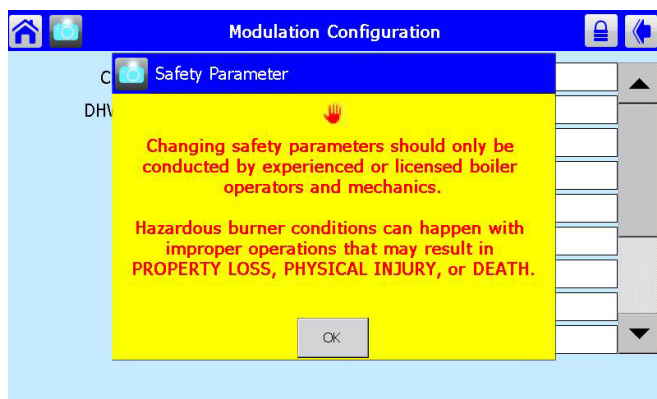 Modulation Configuration
Safety Parameter
Changing safety parameters should only be
conducted by experienced or licensed boiler
operators and mechanics.
Hazardous burner conditions can happen with
improper operations that may result in
PROPERTY LOSS, PHYSICAL INJURY, or DEATH.
OK